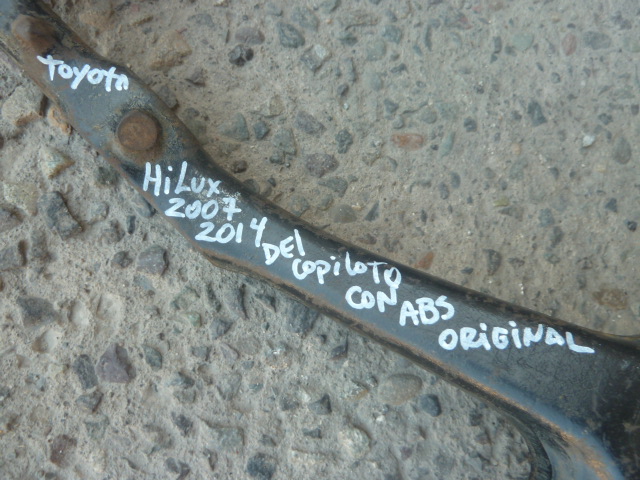 Toyota
HiLux
2007
2014
DEl
copiloto
CON ABS
ORiGiNAL